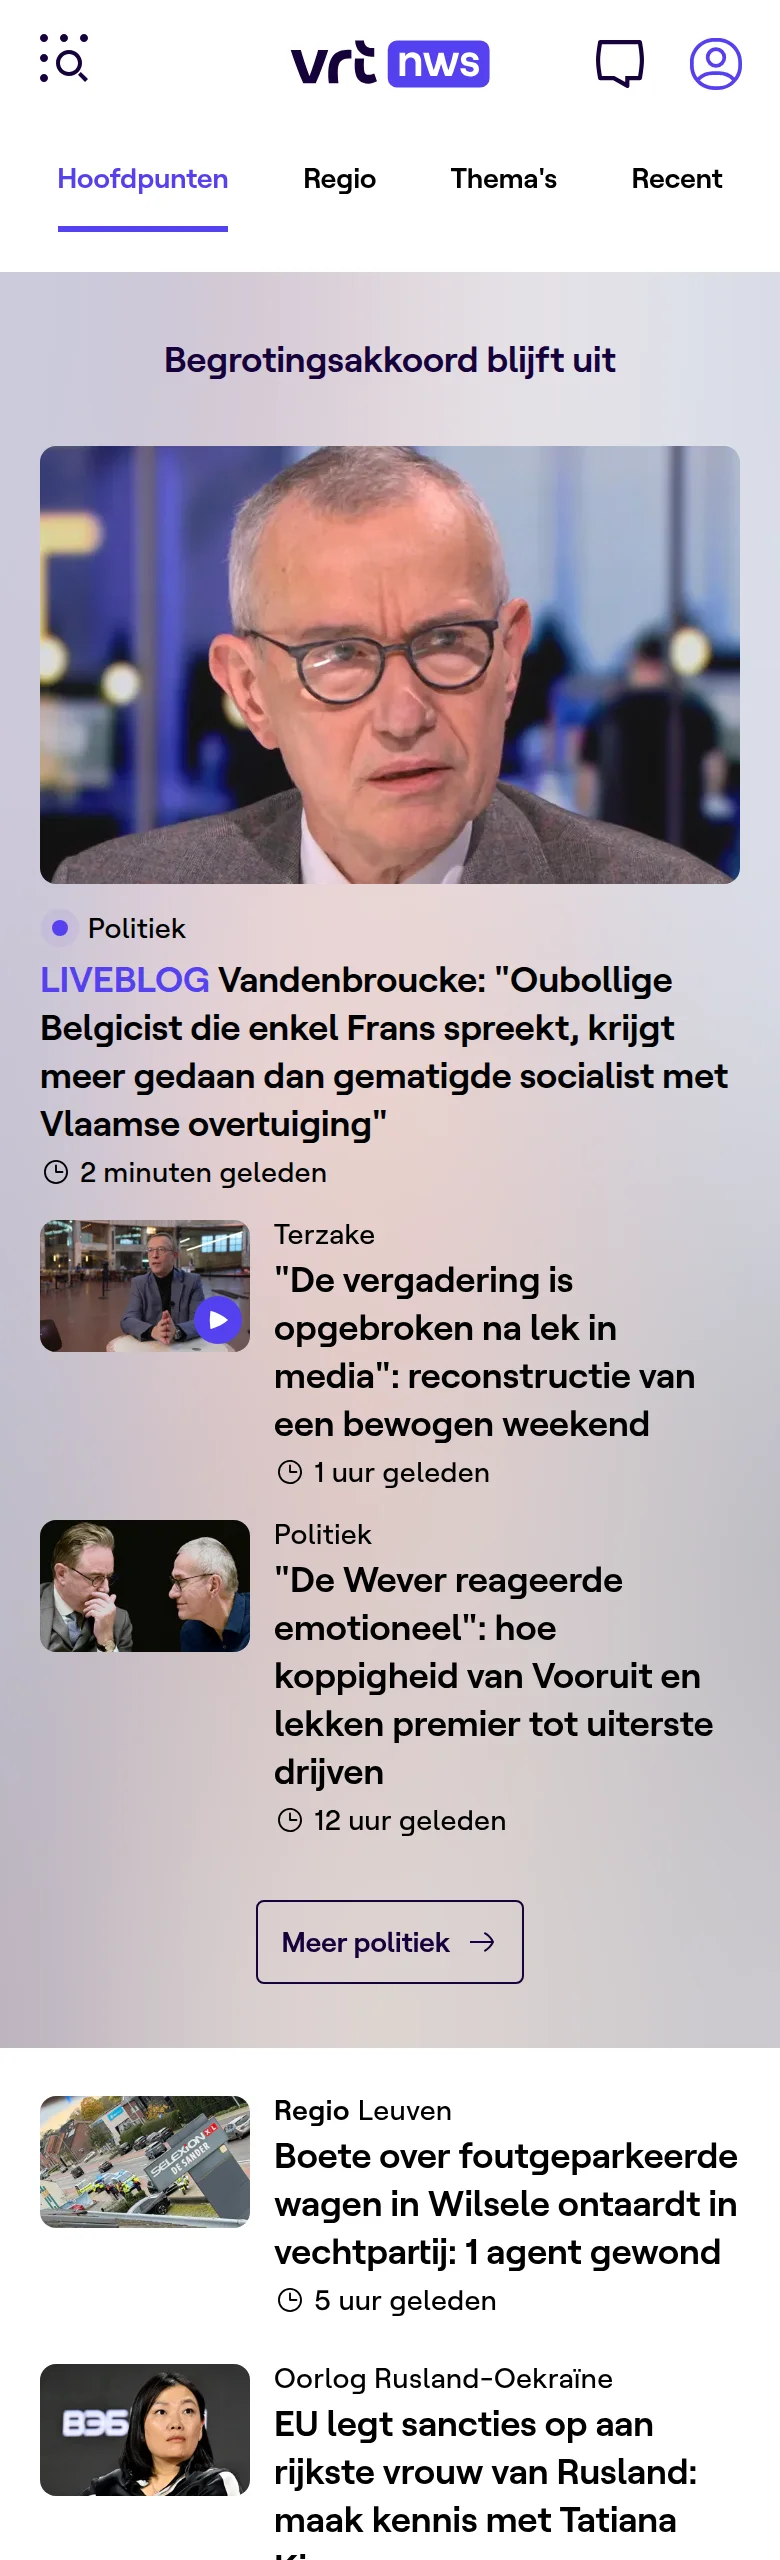 vrt nws
Hoofdpunten Regio Thema's Recent
Begrotingsakkoord blijft uit
Politiek
LIVEBLOG Vandenbroucke: "Oubollige
Belgicist die enkel Frans spreekt, krijgt
meer gedaan dan gematigde socialist met
Vlaamse overtuiging"
2 minuten geleden
Terzake
"De vergadering is
opgebroken na lek in
media": reconstructie van
een bewogen weekend
1 uur geleden
Politiek
"De Wever reageerde
emotioneel": hoe
koppigheid van Vooruit en
lekken premier tot uiterste
drijven
12 uur geleden
Meer politiek
SELEXION XL
DE SANDER
Regio Leuven
Boete over foutgeparkeerde
wagen in Wilsele ontaardt in
vechtpartij: 1 agent gewond
5 uur geleden
ВЭБ
Oorlog Rusland-Oekraïne
EU legt sancties op aan
rijkste vrouw van Rusland:
maak kennis met Tatiana